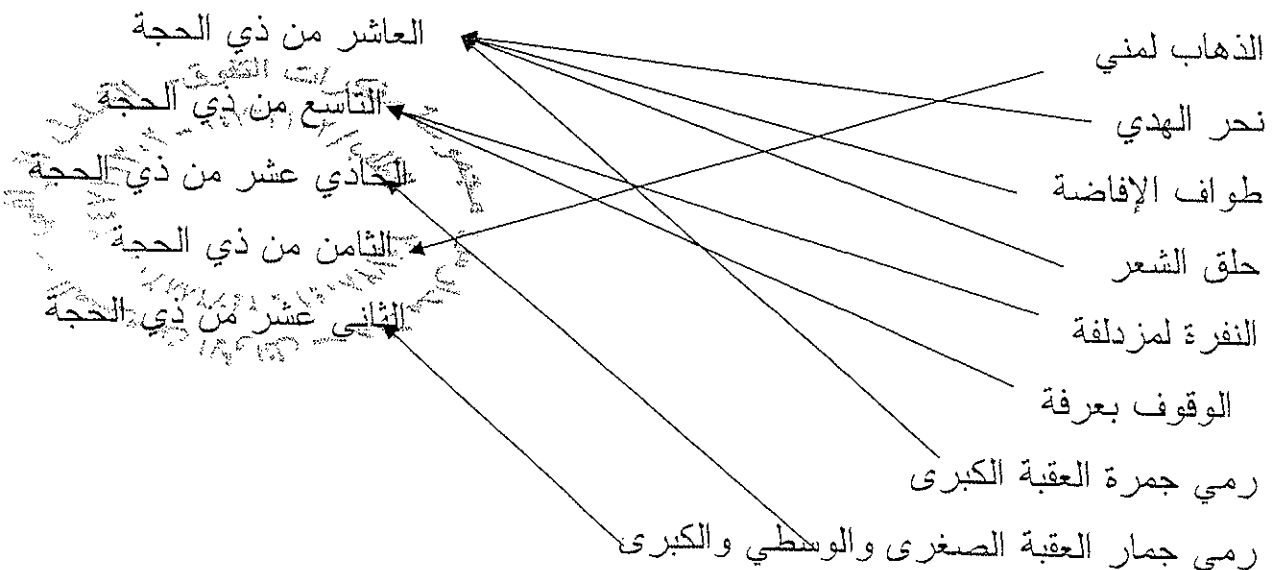 الذهاب لمني
نحر الهدي
طواف الإفاضة
حلق الشعر
النفرة لمزدلفة
الوقوف بعرفة
رمي جمرة العقبة الكبرى
رمي جمار العقبة الصغرى والوسطي والكبرى
العاشر من ذي الحجة
التاسع من ذي الحجة
الحادي عشر من ذي الحجة
الثامن من ذي الحجة
الثاني عشر من ذي الحجة
التفوق